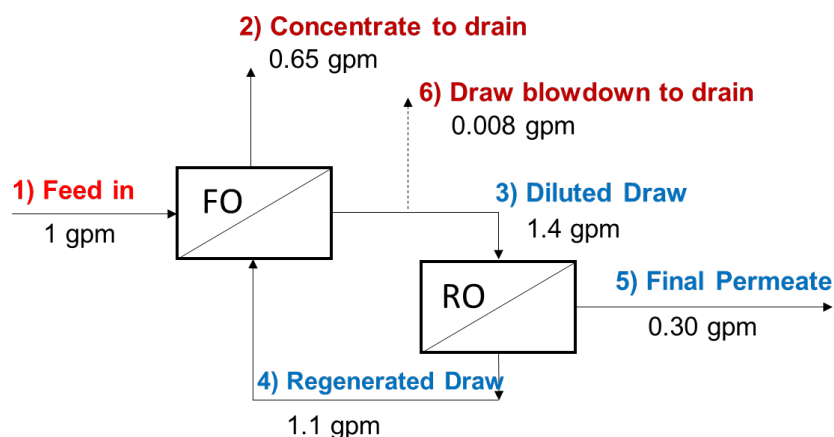 2) Concentrate to drain
0.65 gpm
6) Draw blowdown to drain
0.008 gpm
1) Feed in
1 gpm
FO
3) Diluted Draw
1.4 gpm
RO
5) Final Permeate
0.30 gpm
4) Regenerated Draw
1.1 gpm